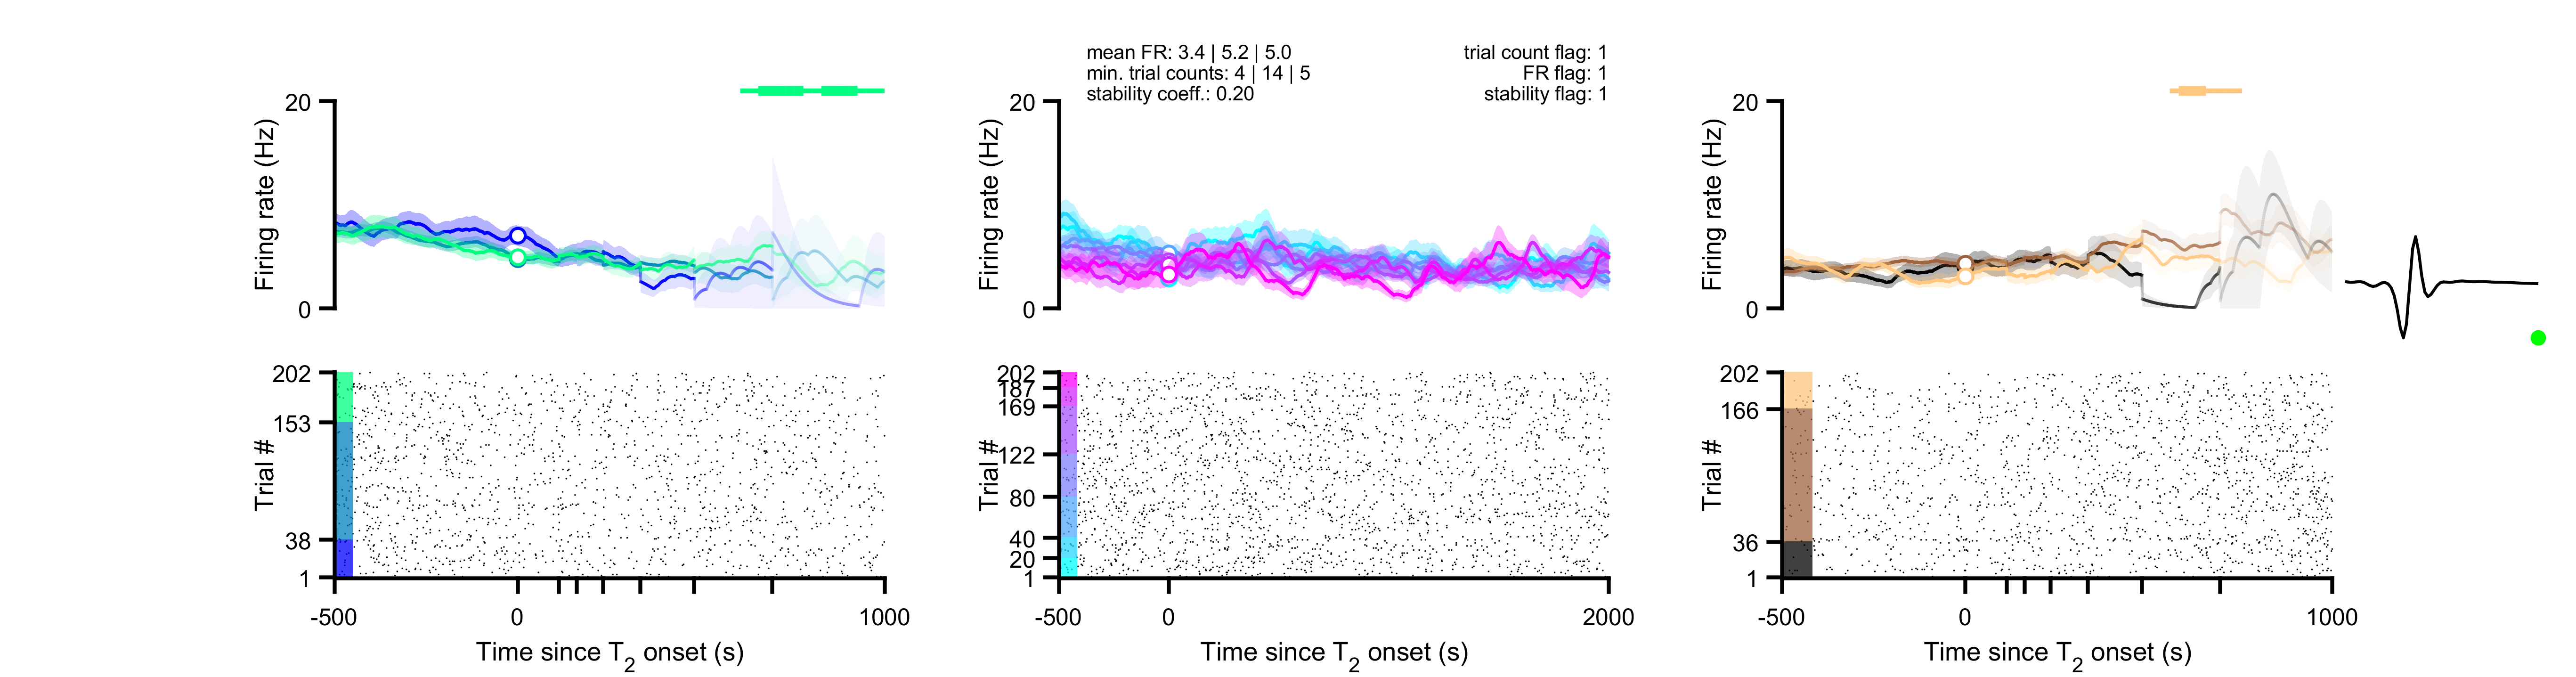 mean FR: 3.4 | 5.2 | 5.0
min. trial counts: 4 | 14 | 5
stability coeff.: 0.20
trial count flag: 1
FR flag: 1
stability flag: 1
20
0
Firing rate (Hz)
20
0
Firing rate (Hz)
20
0
Firing rate (Hz)
202
153
38
1
Trial #
-500
0
1000
Time since T2 onset (s)
202
187
169
122
80
40
20
1
Trial #
-500
0
2000
Time since T2 onset (s)
202
166
36
1
Trial #
-500
0
1000
Time since T2 onset (s)